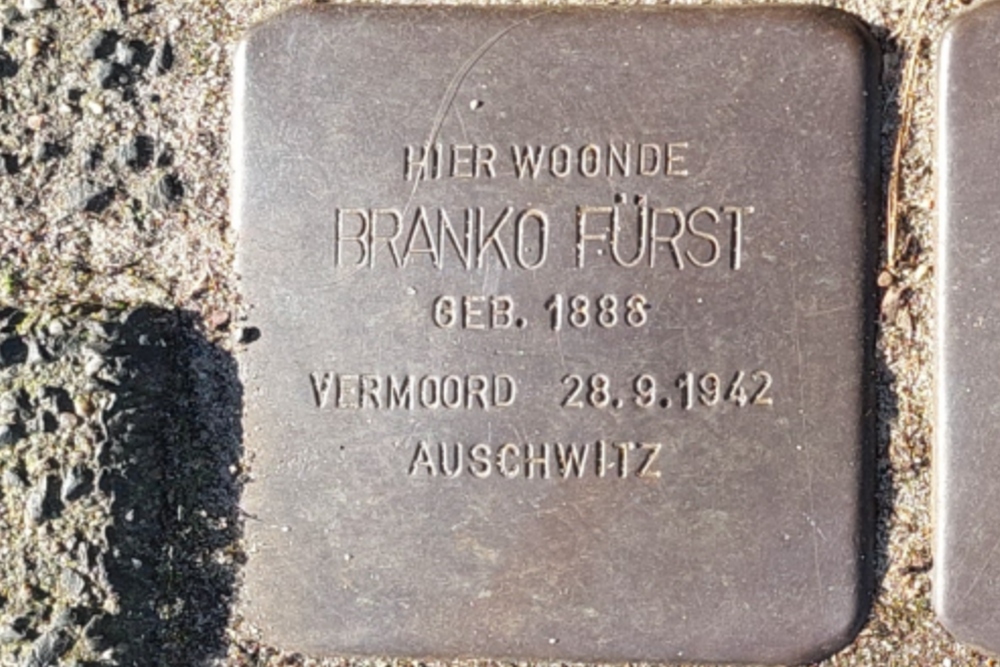 HIER WOONDE
BRANKO FÜRST
GEB. 1888
VERMOORD 28.9.1942
AUSCHWITZ